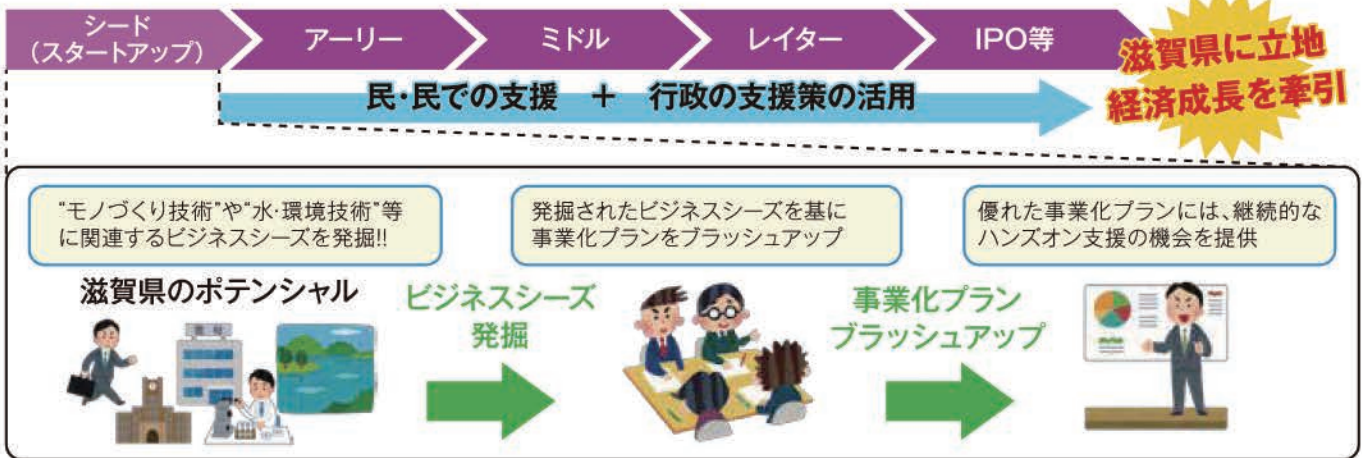 シード
(スタートアップ)
アーリー
ミドル
レイター
IPO等
滋賀県に立地
経済成長を牽引
民・民での支援 + 行政の支援策の活用
“モノづくり技術”や“水・環境技術”等
に関連するビジネスシーズを発掘!!
発掘されたビジネスシーズを基に
事業化プランをブラッシュアップ
優れた事業化プランには、継続的な
ハンズオン支援の機会を提供
滋賀県のポテンシャル
ビジネスシーズ
発掘
事業化プラン
ブラッシュアップ